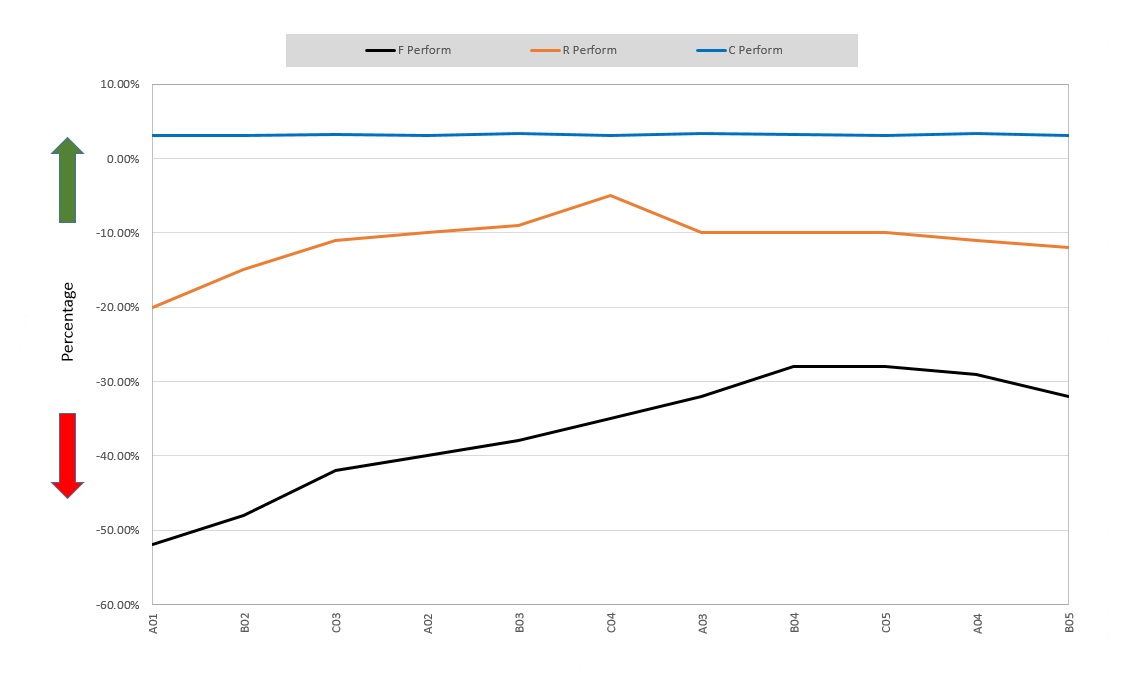 F Perform R Perform C Perform
10.00%
0.00%
-10.00%
-20.00%
-30.00%
-40.00%
-50.00%
-60.00%
Percentage
A01 B02 C03 A02 B03 C04 A03 B04 C05 A04 B05